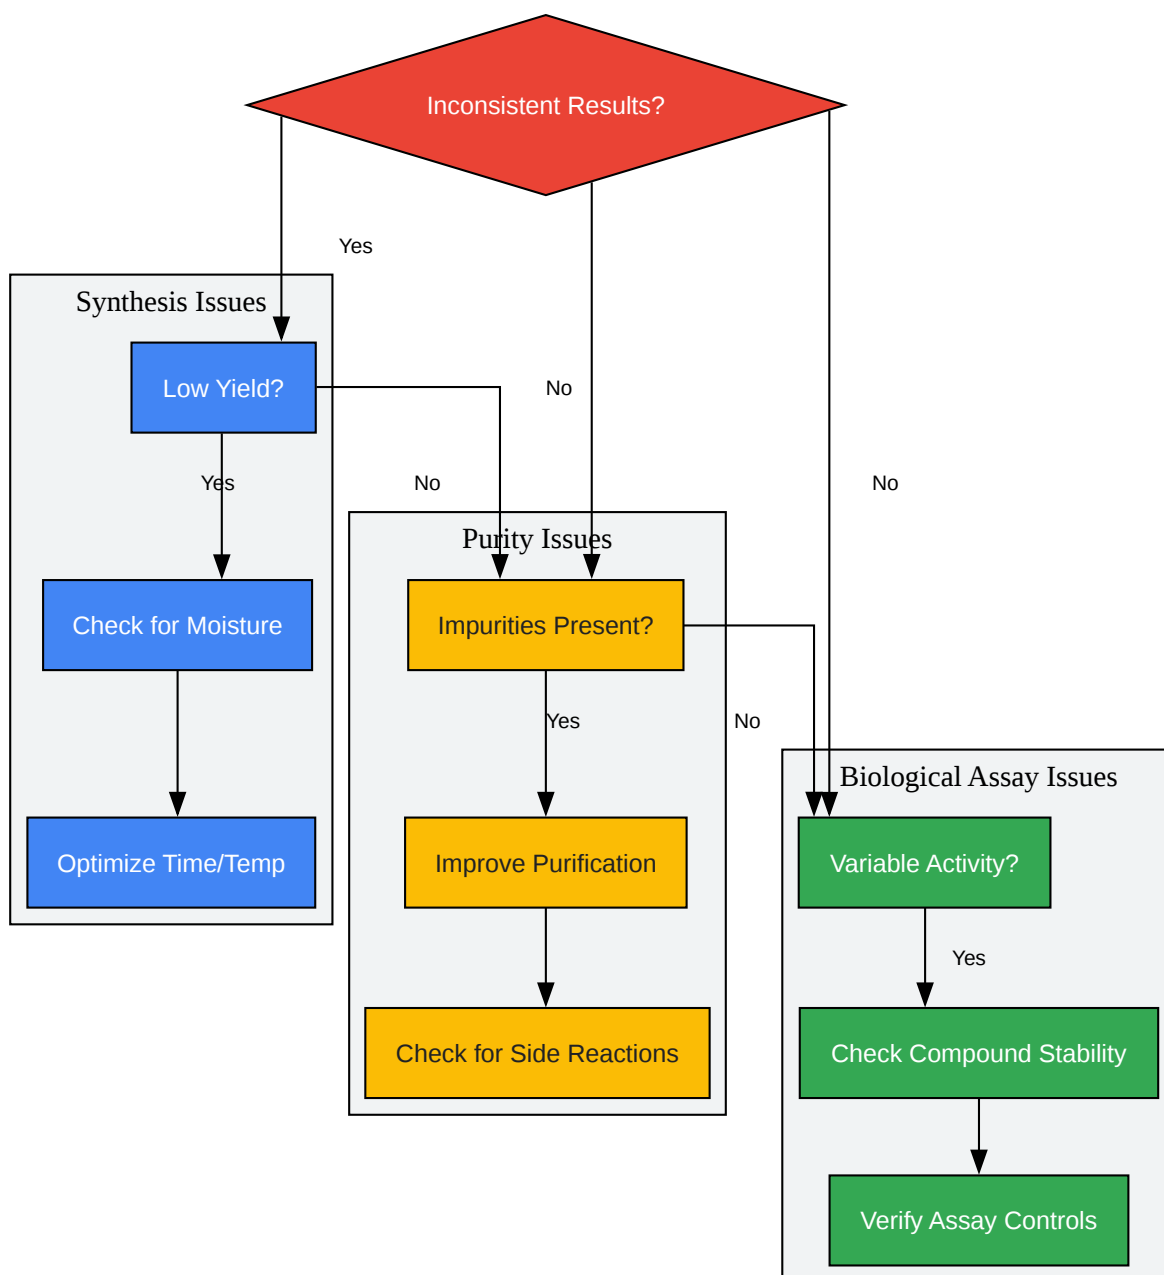 Inconsistent Results?
Yes
Synthesis Issues
Low Yield?
No
Yes
No
No
Purity Issues
Check for Moisture
Impurities Present?
Yes
No
Biological Assay Issues
Optimize Time/Temp
Improve Purification
Variable Activity?
Yes
Check for Side Reactions
Check Compound Stability
Verify Assay Controls